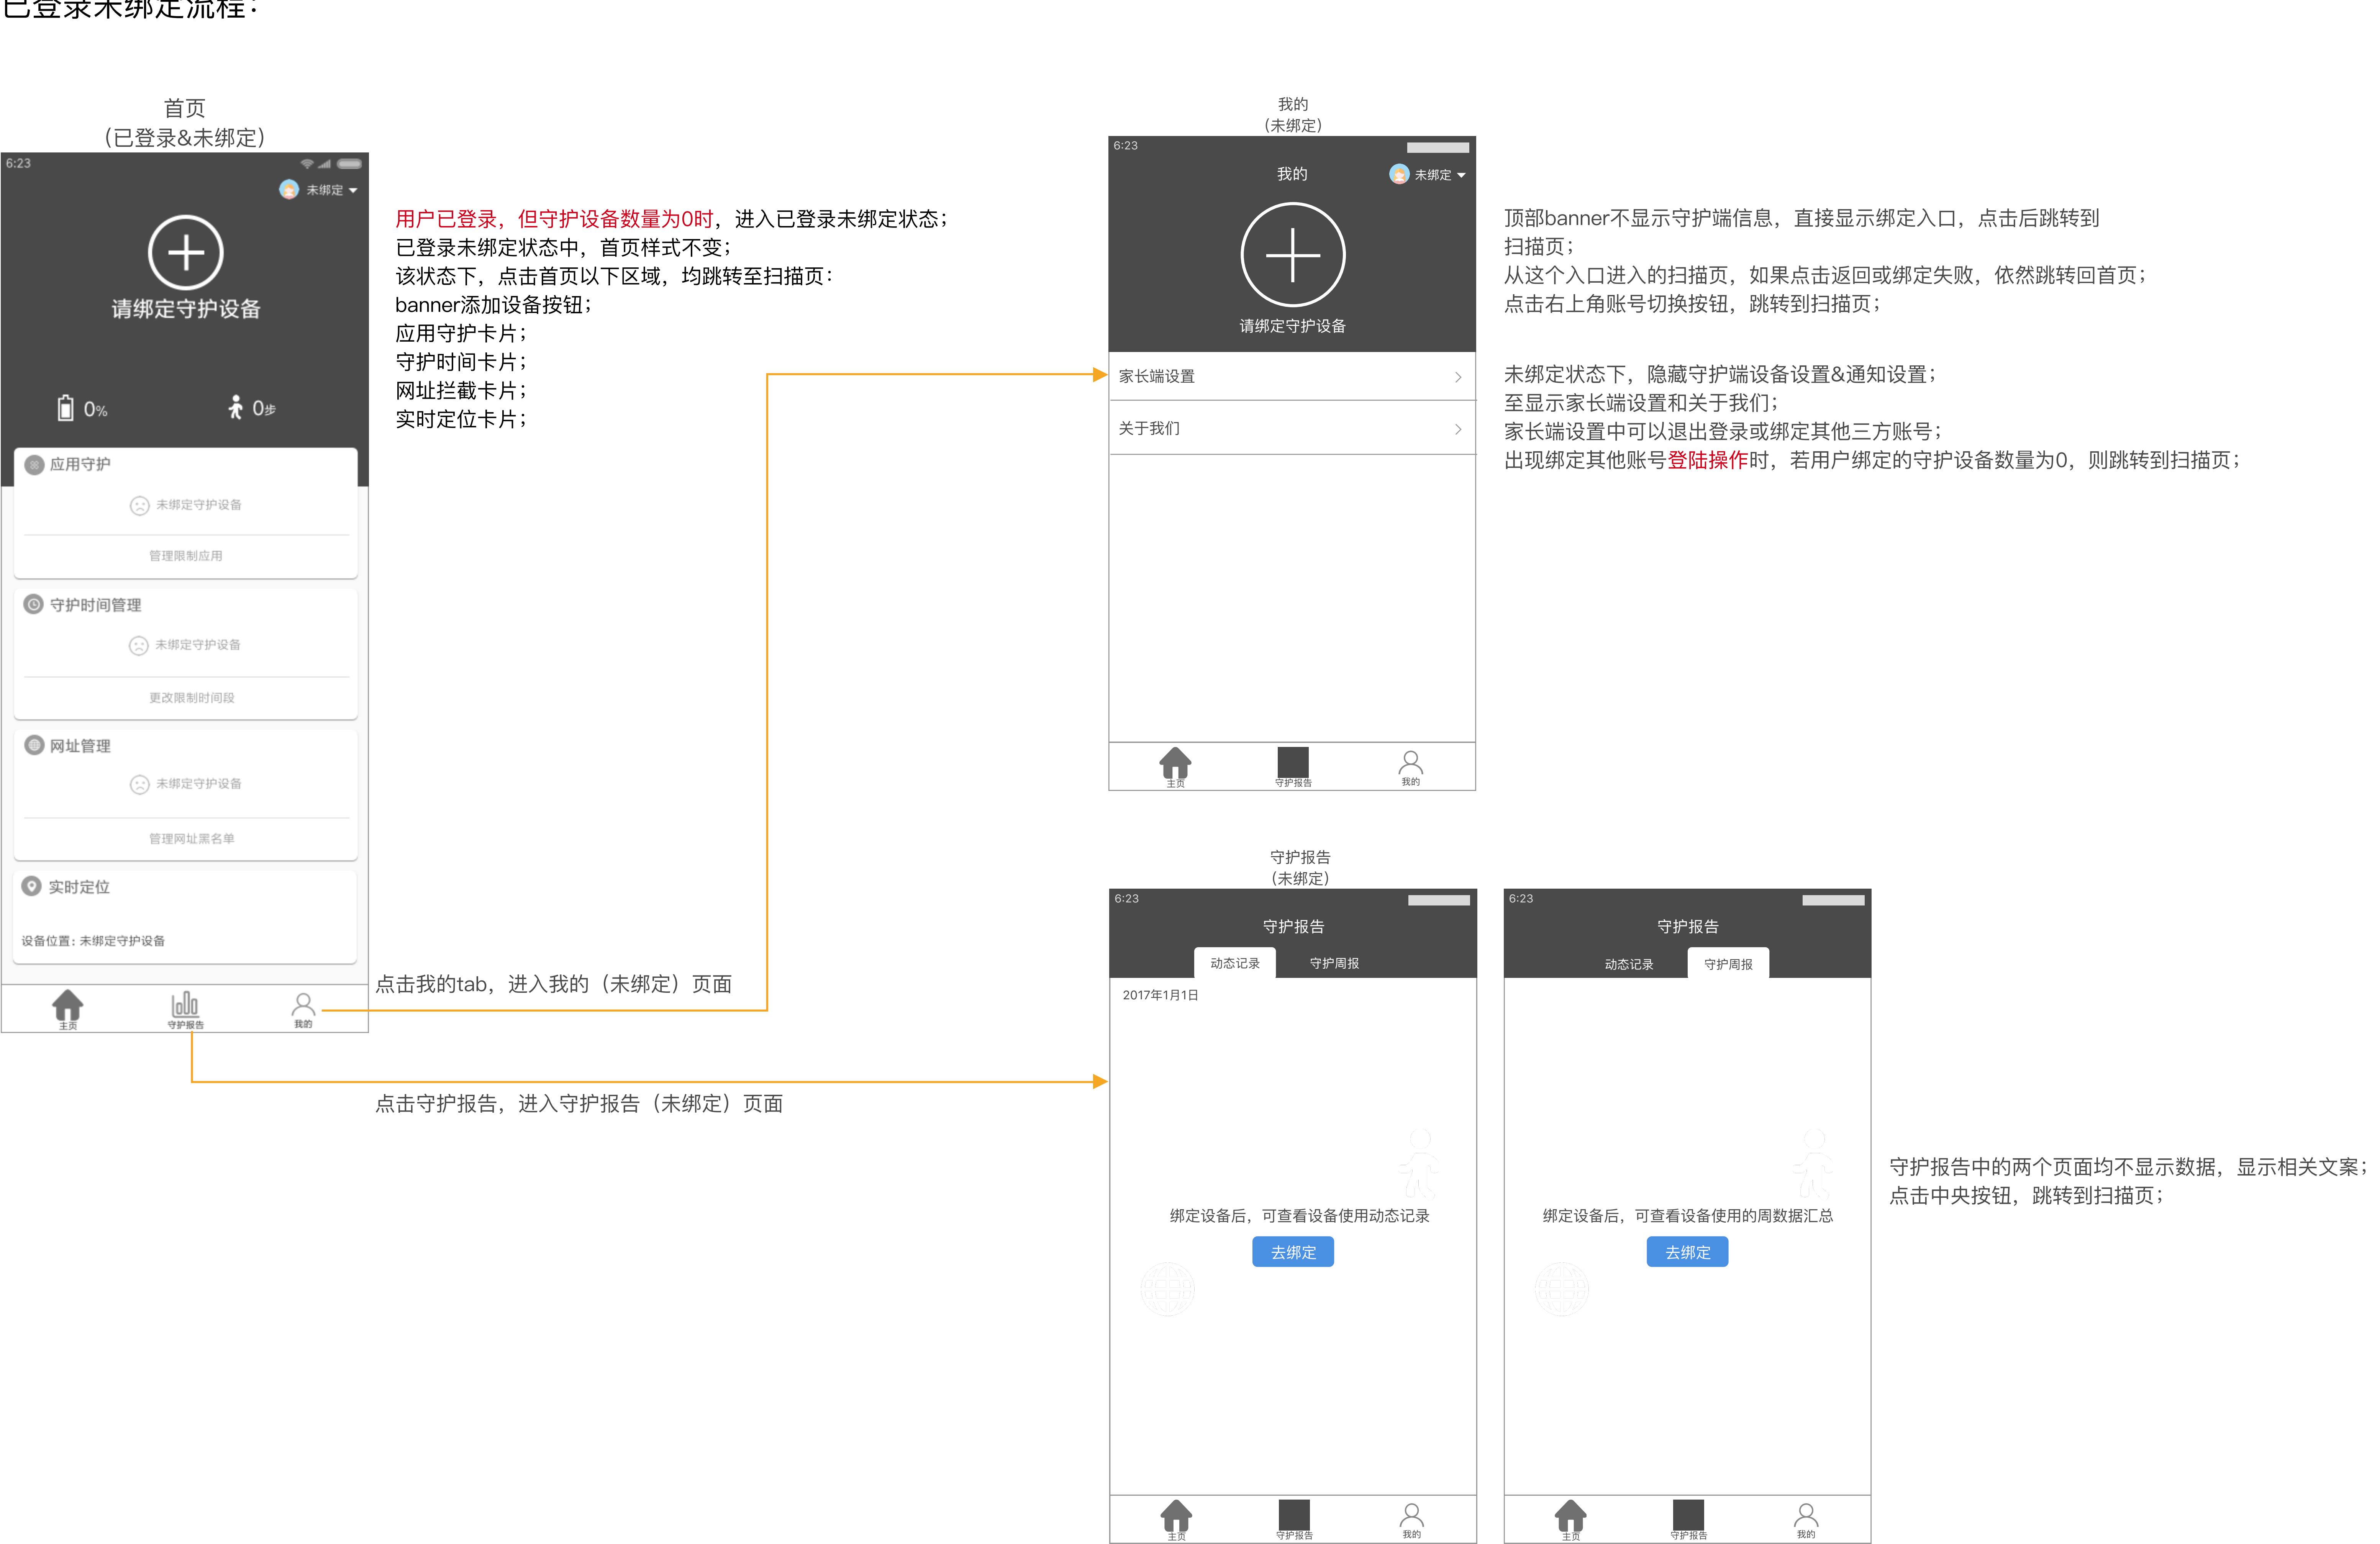 已登录未绑定流程：
首页
（已登录&未绑定）
6:23
未绑定
请绑定守护设备
0%
0步
应用守护
未绑定守护设备
管理限制应用
守护时间管理
未绑定守护设备
更改限制时间段
网址管理
未绑定守护设备
管理网址黑名单
实时定位
设备位置：未绑定守护设备
主页
守护报告
我的
用户已登录，但守护设备数量为0时，进入已登录未绑定状态；
已登录未绑定状态中，首页样式不变；
该状态下，点击首页以下区域，均跳转至扫描页：
banner添加设备按钮；
应用守护卡片；
守护时间卡片；
网址拦截卡片；
实时定位卡片；
点击我的tab，进入我的（未绑定）页面
点击守护报告，进入守护报告（未绑定）页面
我的
（未绑定）
6:23
我的
未绑定
请绑定守护设备
家长端设置
关于我们
主页
守护报告
我的
顶部banner不显示守护端信息，直接显示绑定入口，点击后跳转到
扫描页；
从这个入口进入的扫描页，如果点击返回或绑定失败，依然跳转回首页；
点击右上角账号切换按钮，跳转到扫描页；
未绑定状态下，隐藏守护端设备设置&通知设置；
至显示家长端设置和关于我们；
家长端设置中可以退出登录或绑定其他三方账号；
出现绑定其他账号登陆操作时，若用户绑定的守护设备数量为0，则跳转到扫描页；
守护报告
（未绑定）
6:23
守护报告
动态记录
守护周报
2017年1月1日
绑定设备后，可查看设备使用动态记录
去绑定
主页
守护报告
我的
6:23
守护报告
动态记录
守护周报
绑定设备后，可查看设备使用的周数据汇总
去绑定
主页
守护报告
我的
守护报告中的两个页面均不显示数据，显示相关文案；
点击中央按钮，跳转到扫描页；